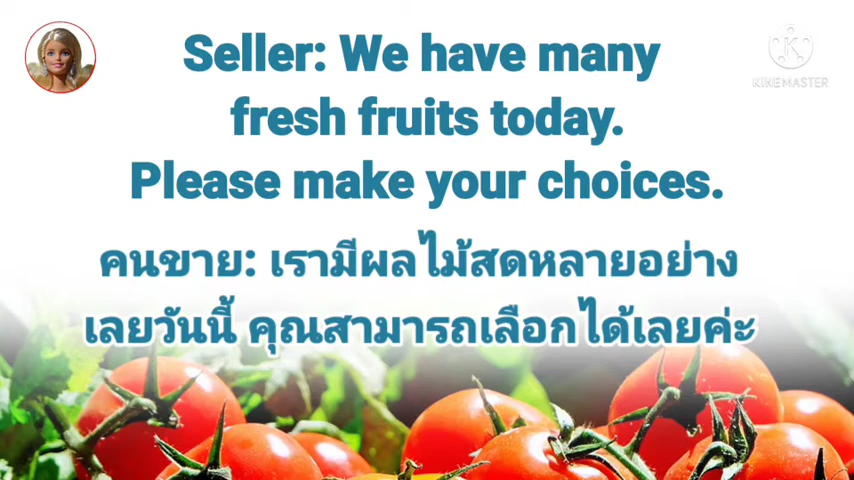 Seller: We have many
fresh fruits today.
Please make your choices.
คนขาย: เรามีผลไม้สดหลายอย่าง
เลยวันนี้ คุณสามารถเลือกได้เลยค่ะ
KINEMASTER